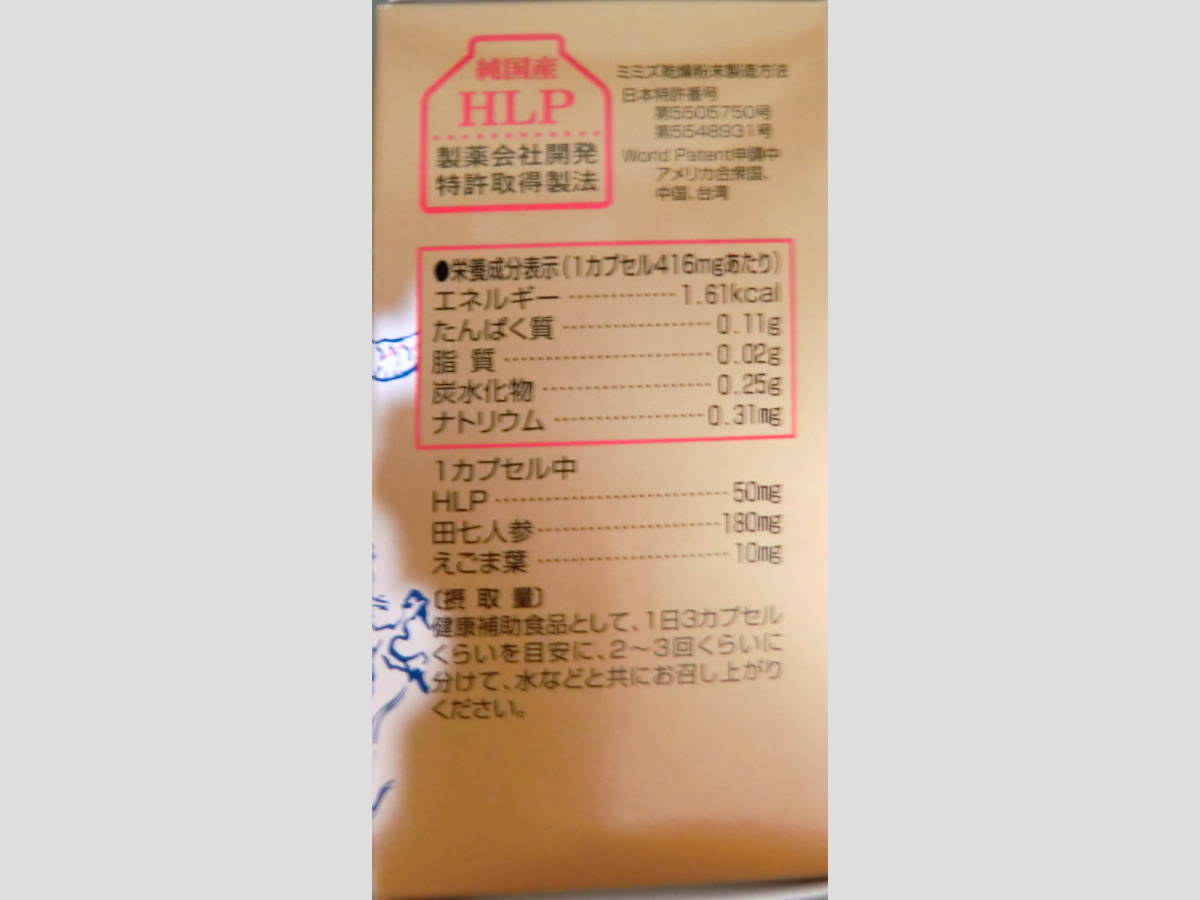 純国産
HLP
製薬会社開発
特許取得製法
ミミズ乾燥粉末製造方法
日本特許番号
第5505750号
第5548931号
World Patent申請中
アメリカ合衆国、
中国、台湾
●栄養成分表示(1カプセル416mgあたり)
エネルギー 1.61kcal
たんぱく質 0.11g
脂 質 0.02g
炭水化物 0.25g
ナトリウム 0.31mg
1カプセル中
HLP 50mg
田七人参 180mg
えごま葉 10mg
〔摂 取 量〕
健康補助食品として、1日3カプセル
くらいを目安に、2〜3回くらいに
分けて、水などと共にお召し上がり
ください。